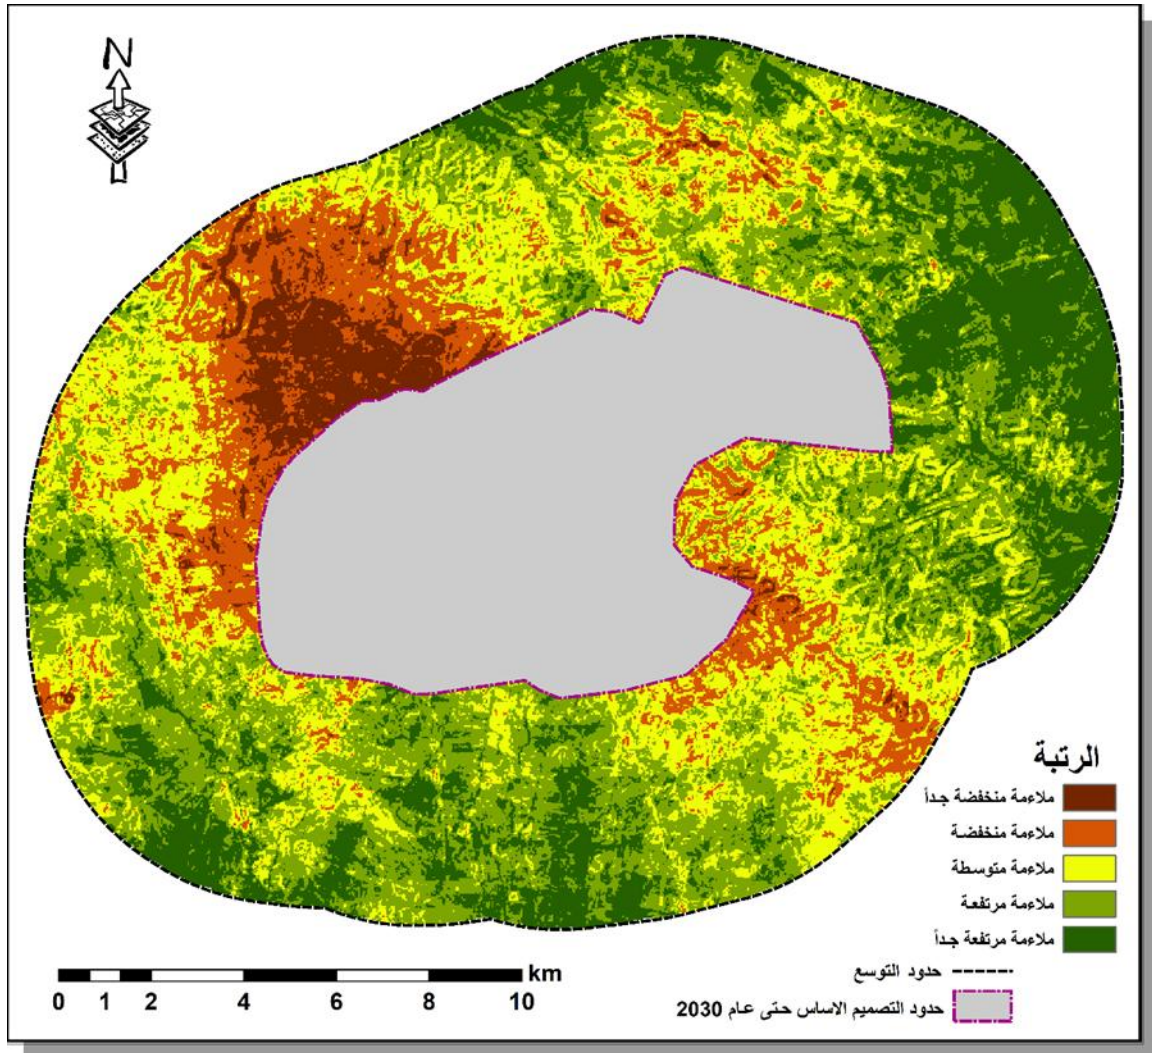 N
الرتبة
ملاءمة منخفضة جداً
ملاءمة منخفضة
ملاءمة متوسطة
ملاءمة مرتفعة
ملاءمة مرتفعة جداً
حدود التوسع
حدود التصميم الاساس حتى عام 2030
km
0 1 2 4 6 8 10